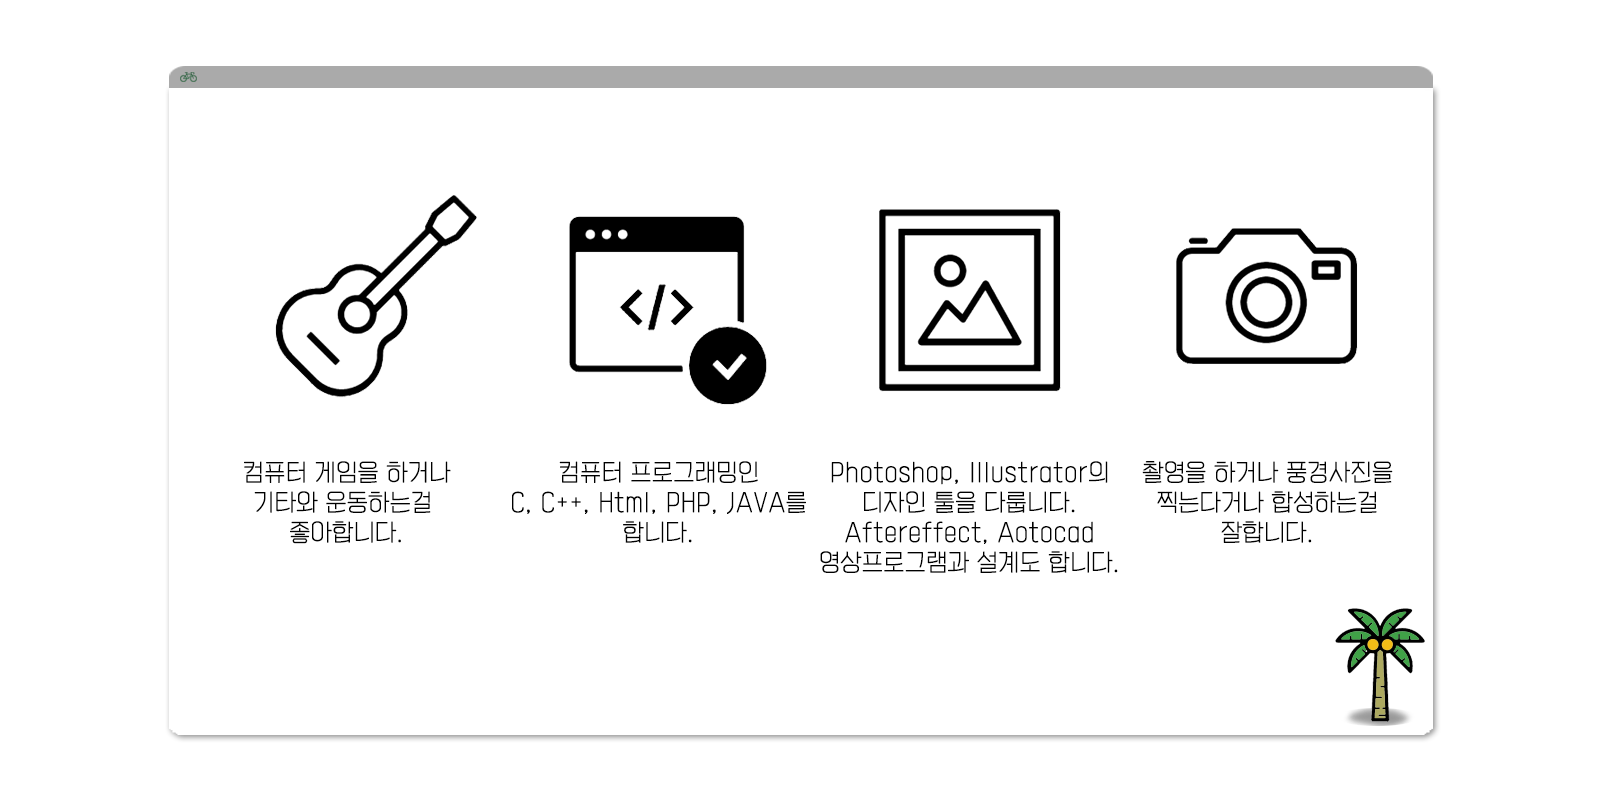 컴퓨터 게임을 하거나
기타와 운동하는걸
좋아합니다.
컴퓨터 프로그래밍인
C, C++, Html, PHP, JAVA를
합니다.
Photoshop, Illustrator의
디자인 툴을 다룹니다.
Aftereffect, Aotocad
영상프로그램과 설계도 합니다.
촬영을 하거나 풍경사진을
찍는다거나 합성하는걸
잘합니다.